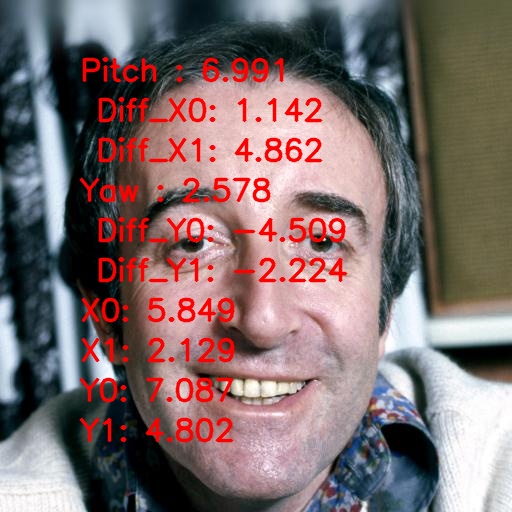 Pitch : 6.991
Diff_X0: 1.142
Diff_X1: 4.862
Yaw : 2.578
Diff_Y0: -4.509
Diff_Y1: -2.224
X0: 5.849
X1: 2.129
Y0: 7.087
Y1: 4.802